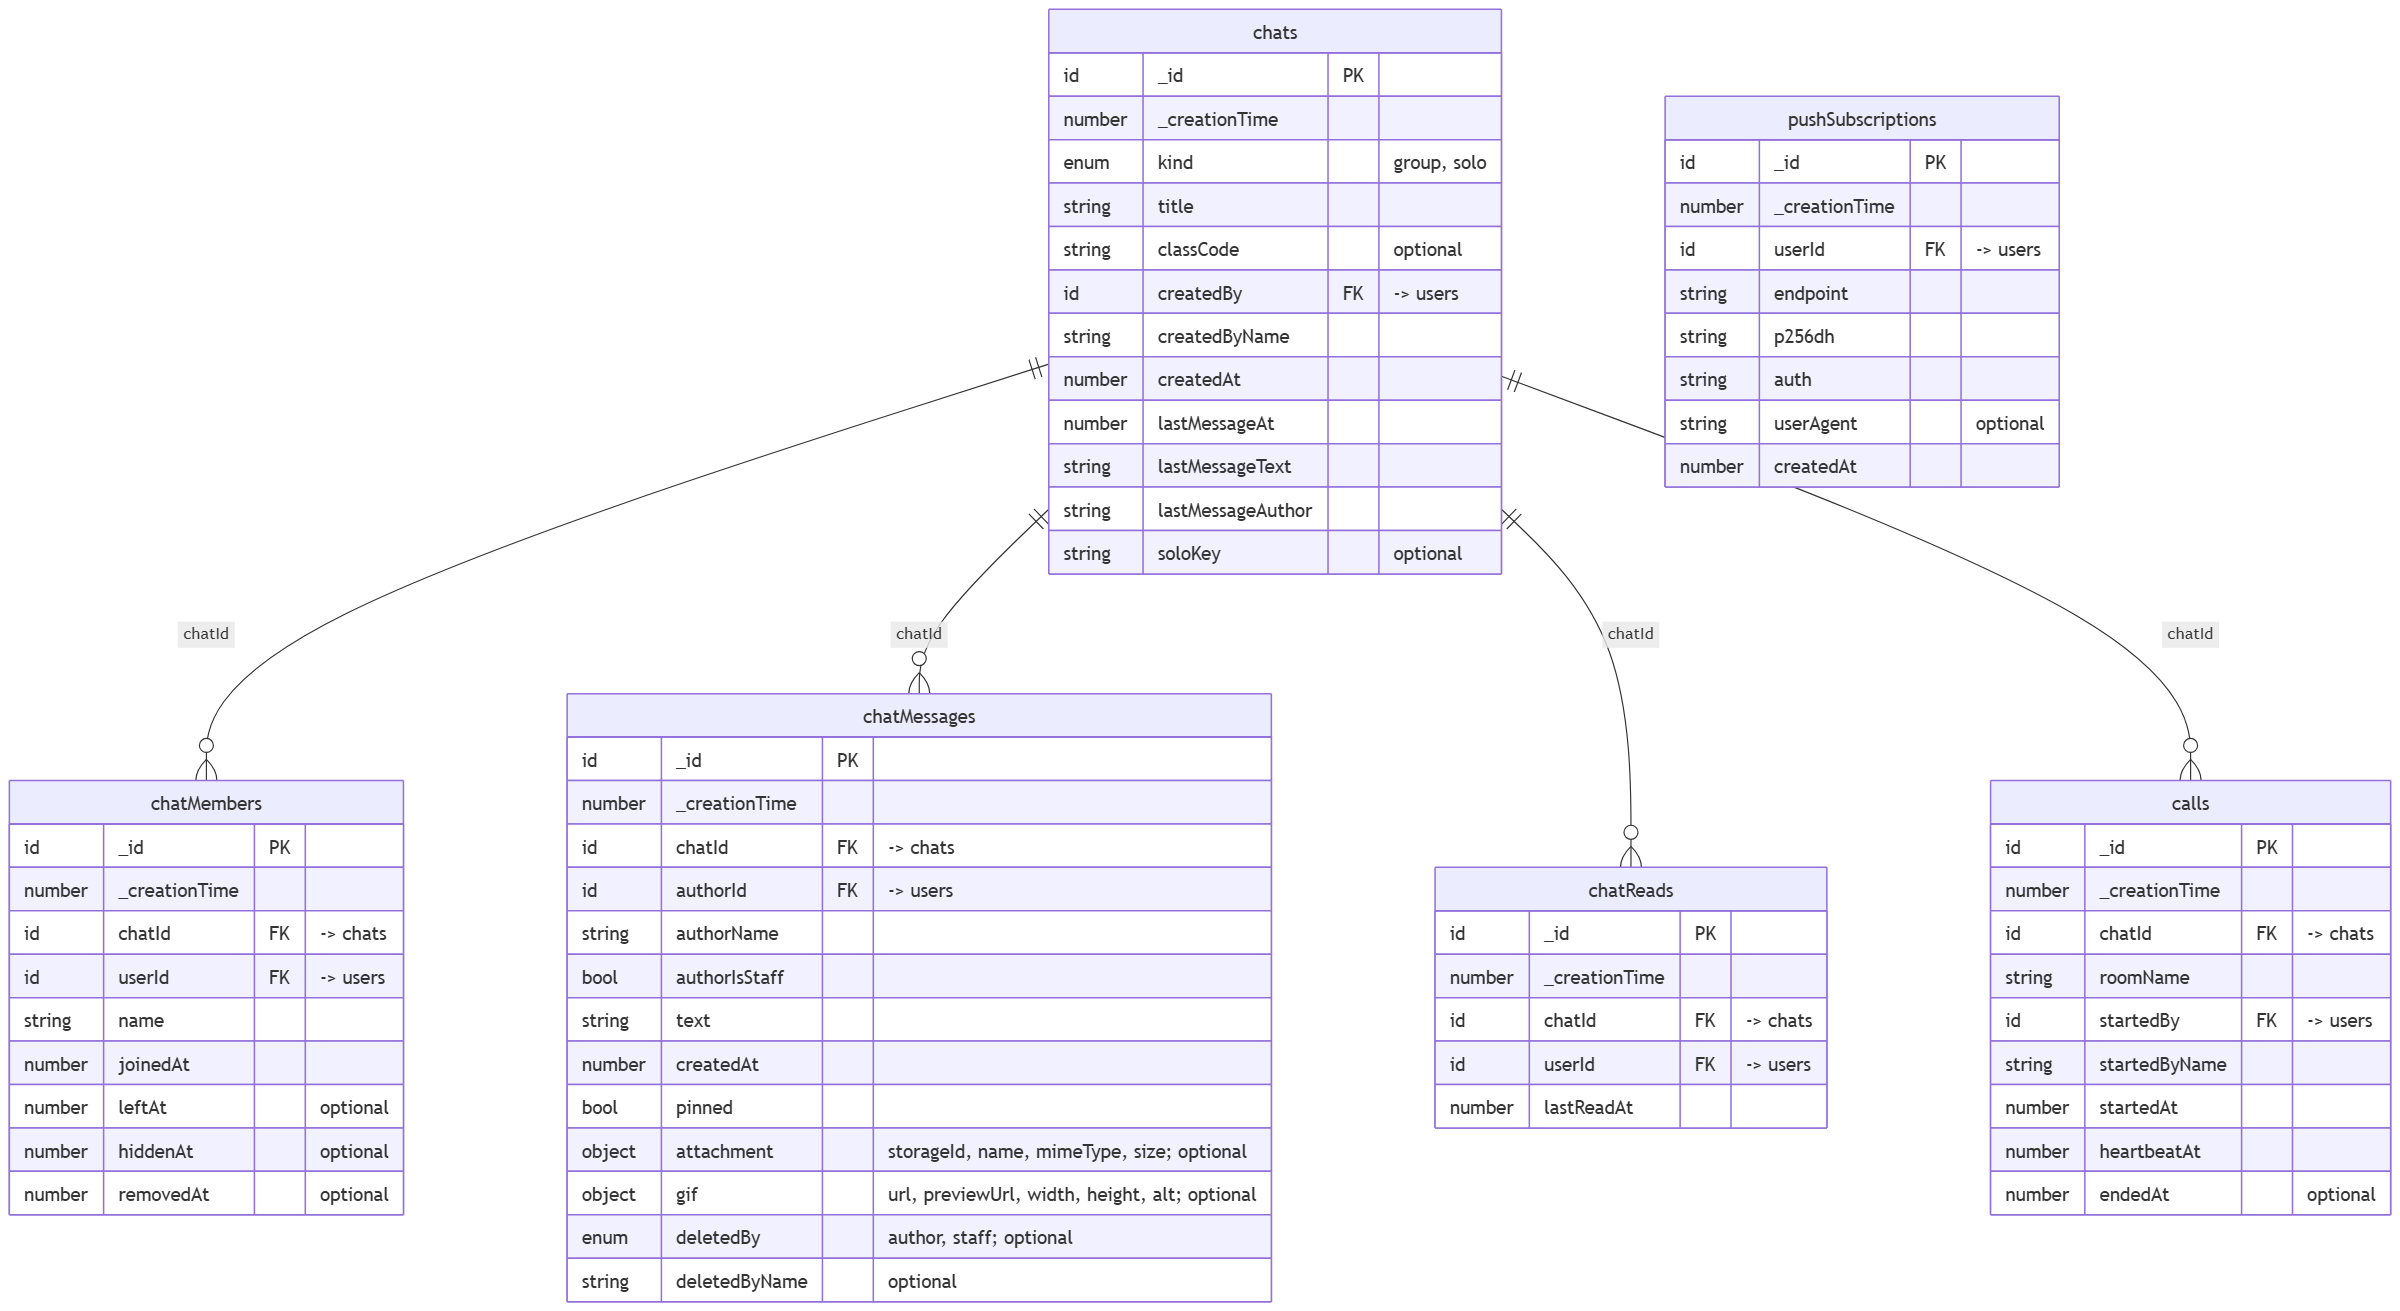 chats
id _id PK
number _creationTime
enum kind group, solo
string title
string classCode optional
id createdBy FK -> users
string createdByName
number createdAt
number lastMessageAt
string lastMessageText
string lastMessageAuthor
string soloKey optional
pushSubscriptions
id _id PK
number _creationTime
id userId FK -> users
string endpoint
string p256dh
string auth
string userAgent optional
number createdAt
chatId
chatId
chatId
chatId
chatMembers
id _id PK
number _creationTime
id chatId FK -> chats
id userId FK -> users
string name
number joinedAt
number leftAt optional
number hiddenAt optional
number removedAt optional
chatMessages
id _id PK
number _creationTime
id chatId FK -> chats
id authorId FK -> users
string authorName
bool authorIsStaff
string text
number createdAt
bool pinned
object attachment storageId, name, mimeType, size; optional
object gif url, previewUrl, width, height, alt; optional
enum deletedBy author, staff; optional
string deletedByName optional
chatReads
id _id PK
number _creationTime
id chatId FK -> chats
id userId FK -> users
number lastReadAt
calls
id _id PK
number _creationTime
id chatId FK -> chats
string roomName
id startedBy FK -> users
string startedByName
number startedAt
number heartbeatAt
number endedAt optional